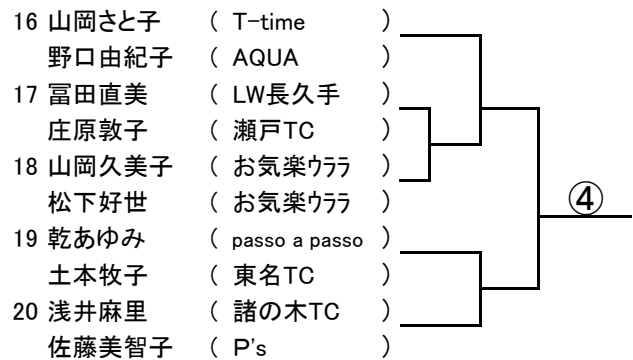 16 山岡さと子 ( T-time )
野口由紀子 ( AQUA )
17 冨田直美 ( LW長久手 )
庄原敦子 ( 瀬戸TC )
18 山岡久美子 ( お気楽ウララ )
松下好世 ( お気楽ウララ )
④
19 乾あゆみ ( passo a passo )
土本牧子 ( 東名TC )
20 浅井麻里 ( 諸の木TC )
佐藤美智子 ( P's )